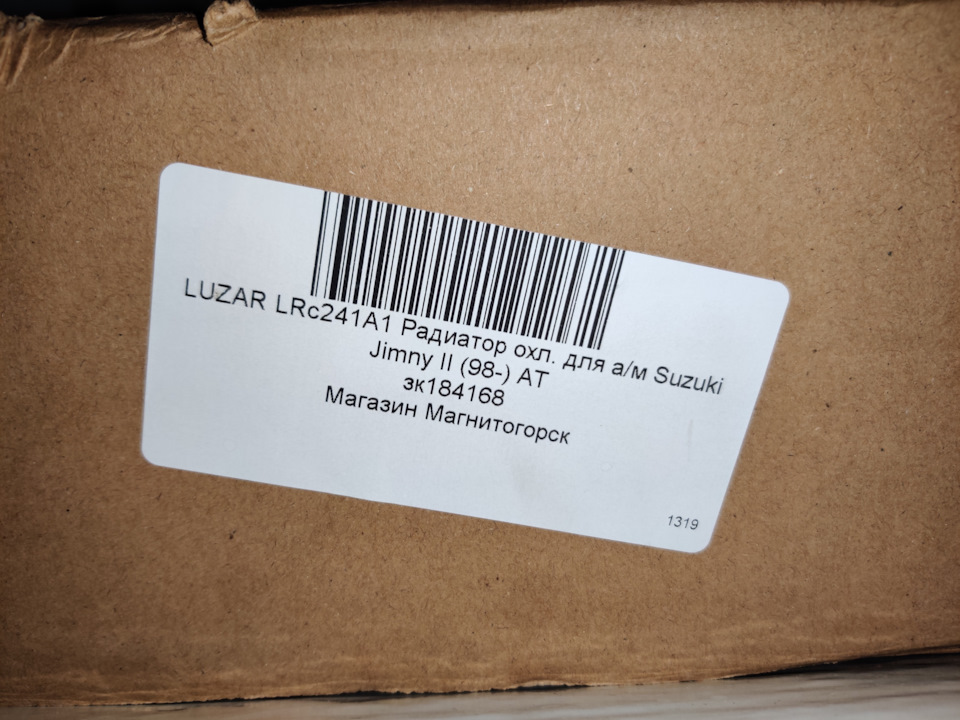 LUZAR LRc241A1 Радиатор охл. для а/м Suzuki
Jimny II (98-) AT
зк184168
Магазин Магнитогорск
1319